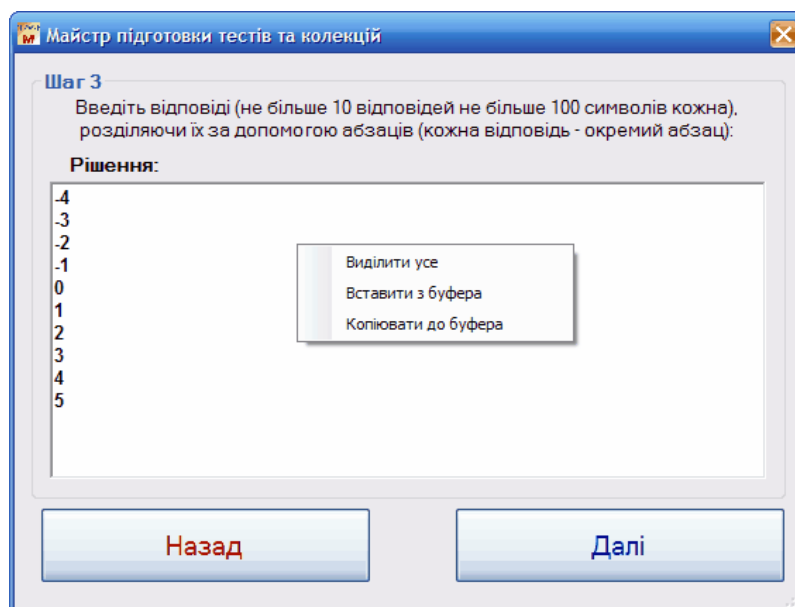 Майстр підготовки тестів та колекцій
Шаг 3
Введіть відповіді (не більше 10 відповідей не більше 100 символів кожна),
розділяючи їх за допомогою абзаців (кожна відповідь - окремий абзац):
Рішення:
-4
-3
-2
-1
0
1
2
3
4
5
Виділити усе
Вставити з буфера
Копіювати до буфера
Назад
Далі